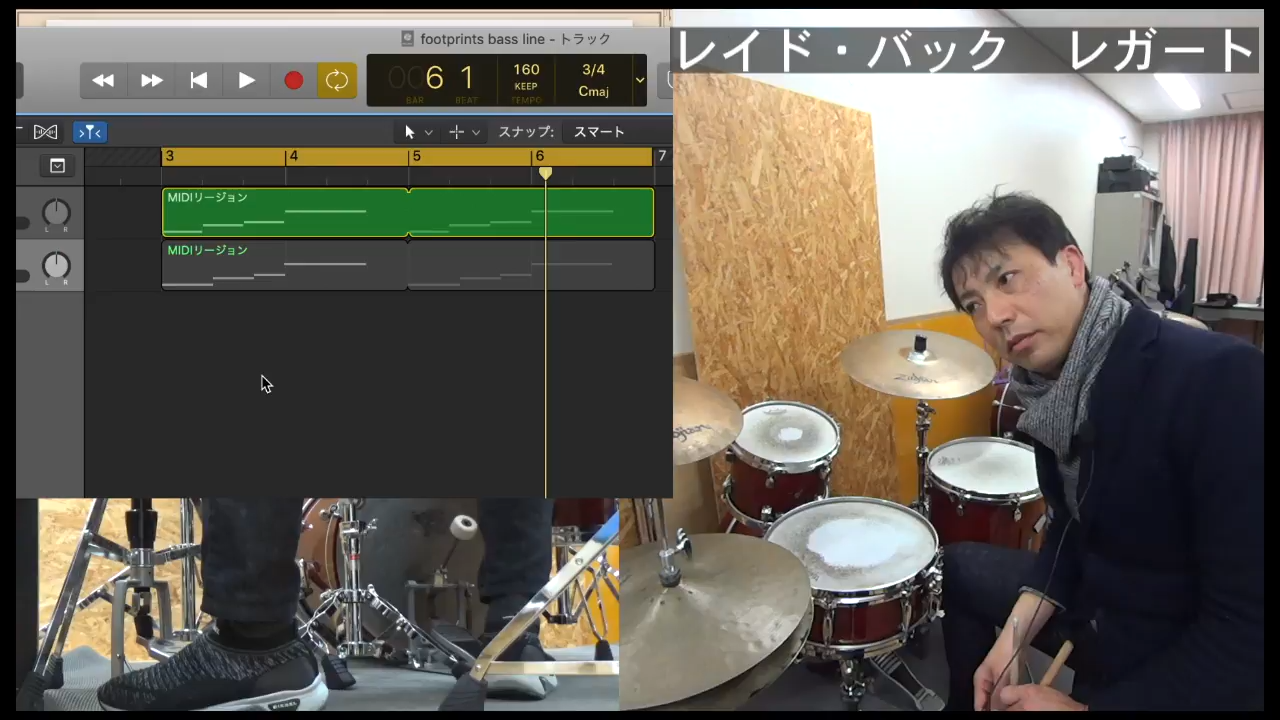 footprints bass line - トラック
レイド・バック レガート
006 1
BAR BEAT
160
KEEP
TEMPO
3/4
Cmaj
スナップ: スマート
3 4 5 6 7
MIDIリージョン
L R
MIDIリージョン
L R
Zildjian